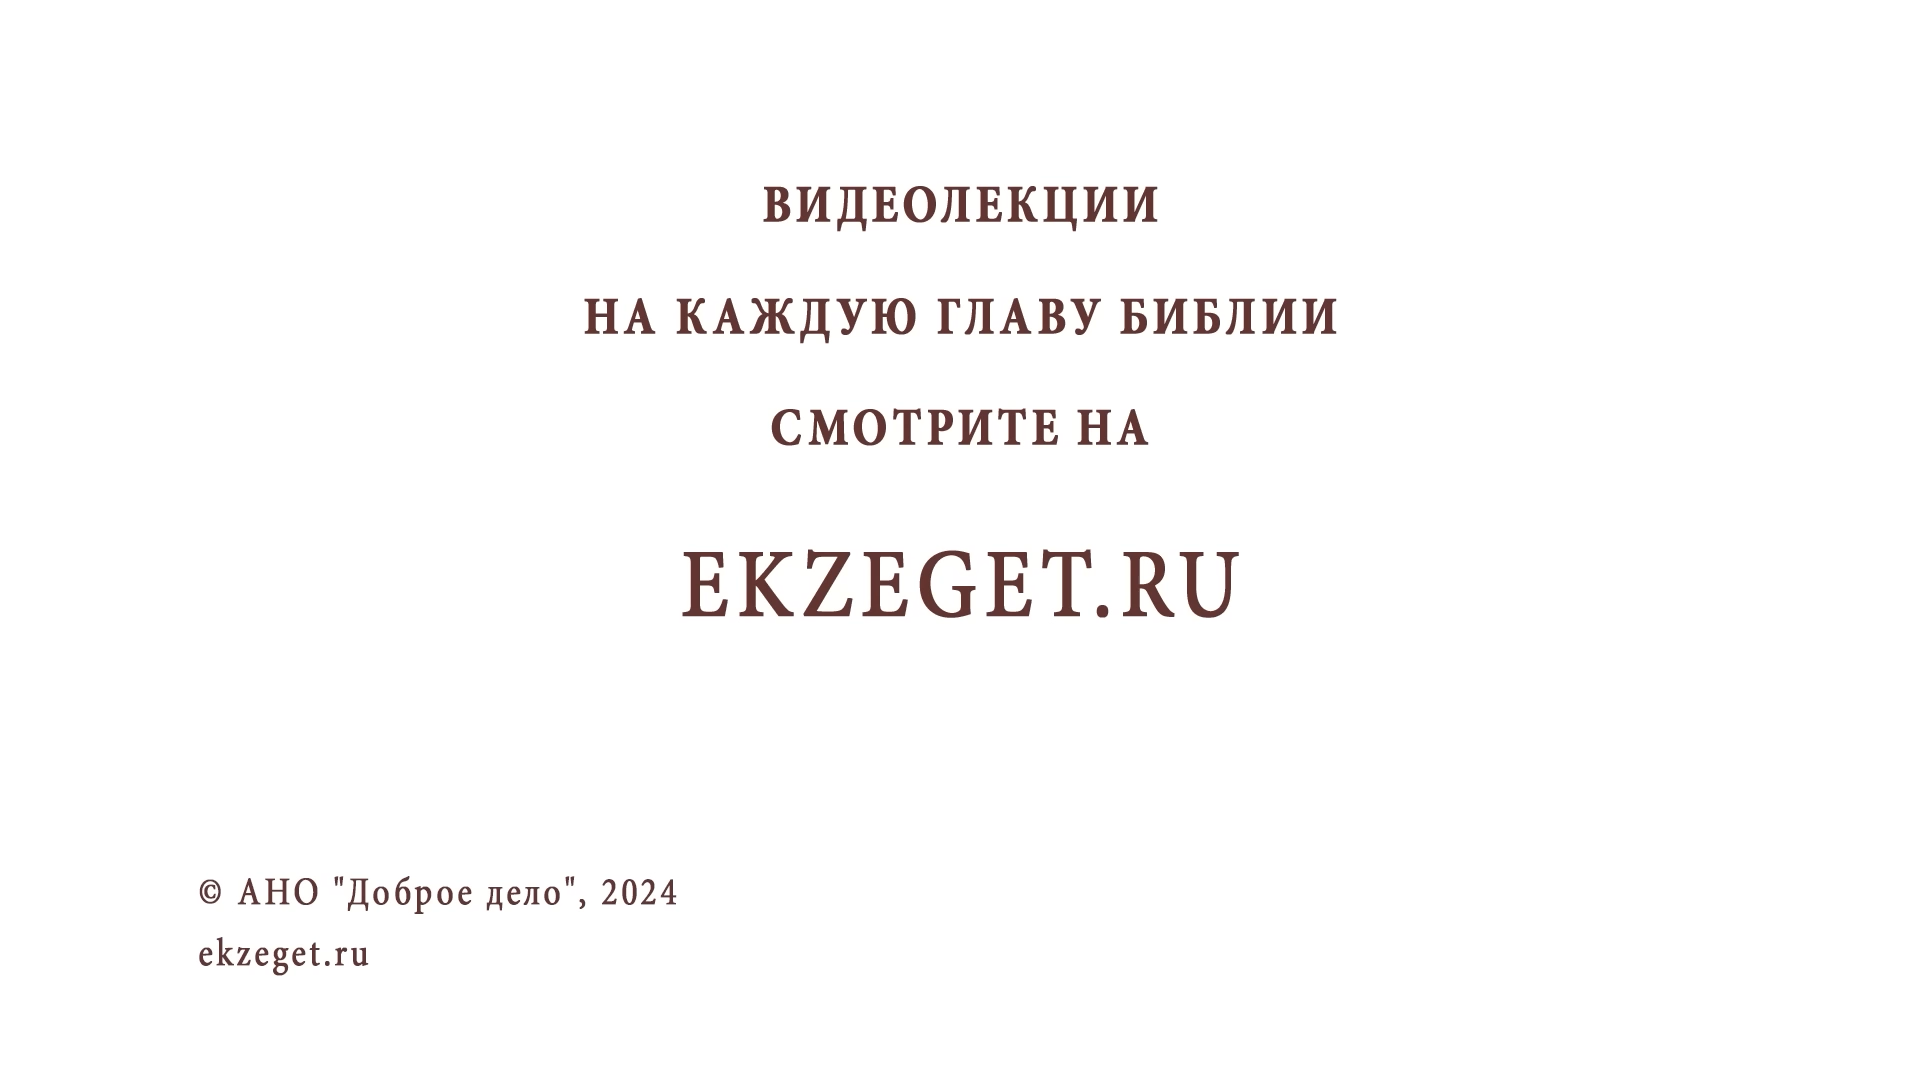 ВИДЕОЛЕКЦИИ
НА КАЖДУЮ ГЛАВУ БИБЛИИ
СМОТРИТЕ НА
EKZEGET.RU
© АНО "Доброе дело", 2024
ekzeget.ru